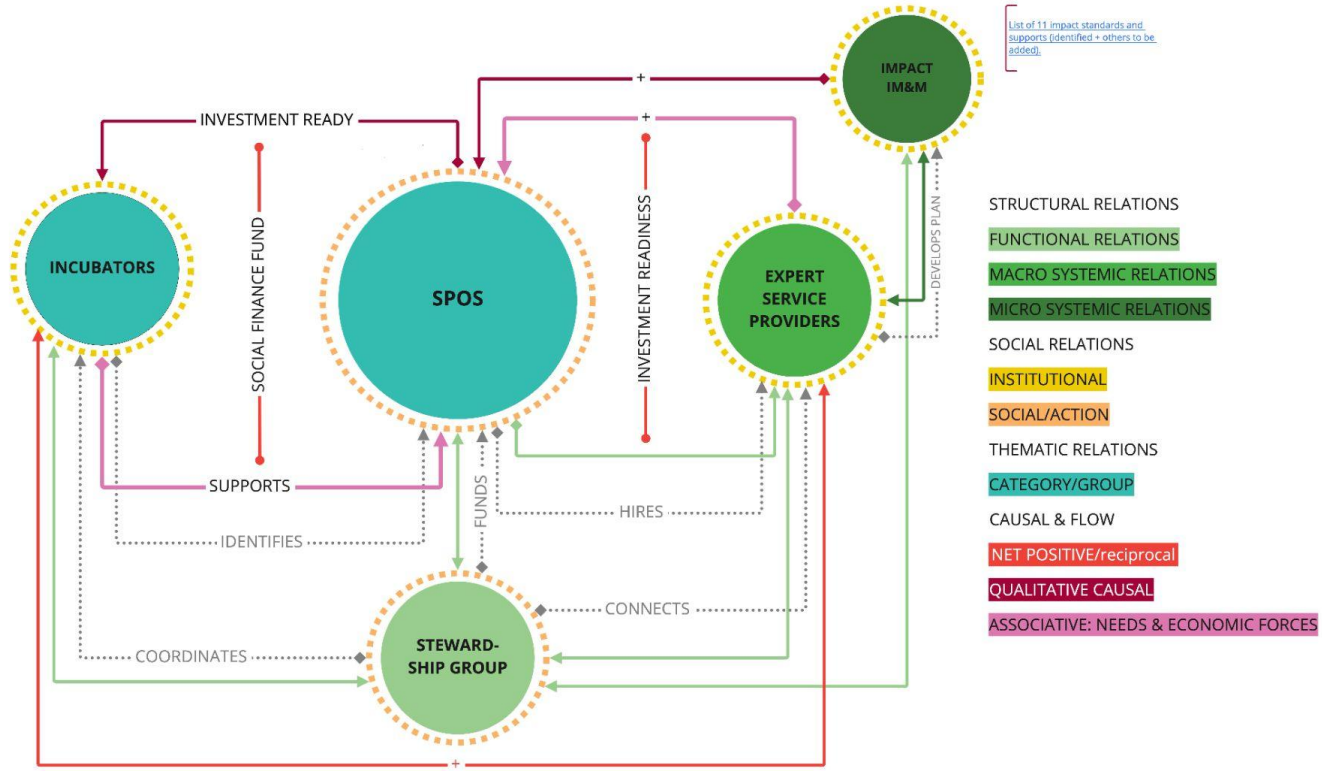 List of 11 impact standards and
supports (identified + others to be
added).
IMPACT
IM&M
+
INVESTMENT READY
+
INCUBATORS
SOCIAL FINANCE FUND
SPOS
INVESTMENT READINESS
EXPERT
SERVICE
PROVIDERS
DEVELOPS PLAN
SUPPORTS
IDENTIFIES
FUNDS
HIRES
CONNECTS
COORDINATES
STEWARD-
SHIP GROUP
+
STRUCTURAL RELATIONS
FUNCTIONAL RELATIONS
MACRO SYSTEMIC RELATIONS
MICRO SYSTEMIC RELATIONS
SOCIAL RELATIONS
INSTITUTIONAL
SOCIAL/ACTION
THEMATIC RELATIONS
CATEGORY/GROUP
CAUSAL & FLOW
NET POSITIVE/reciprocal
QUALITATIVE CAUSAL
ASSOCIATIVE: NEEDS & ECONOMIC FORCES